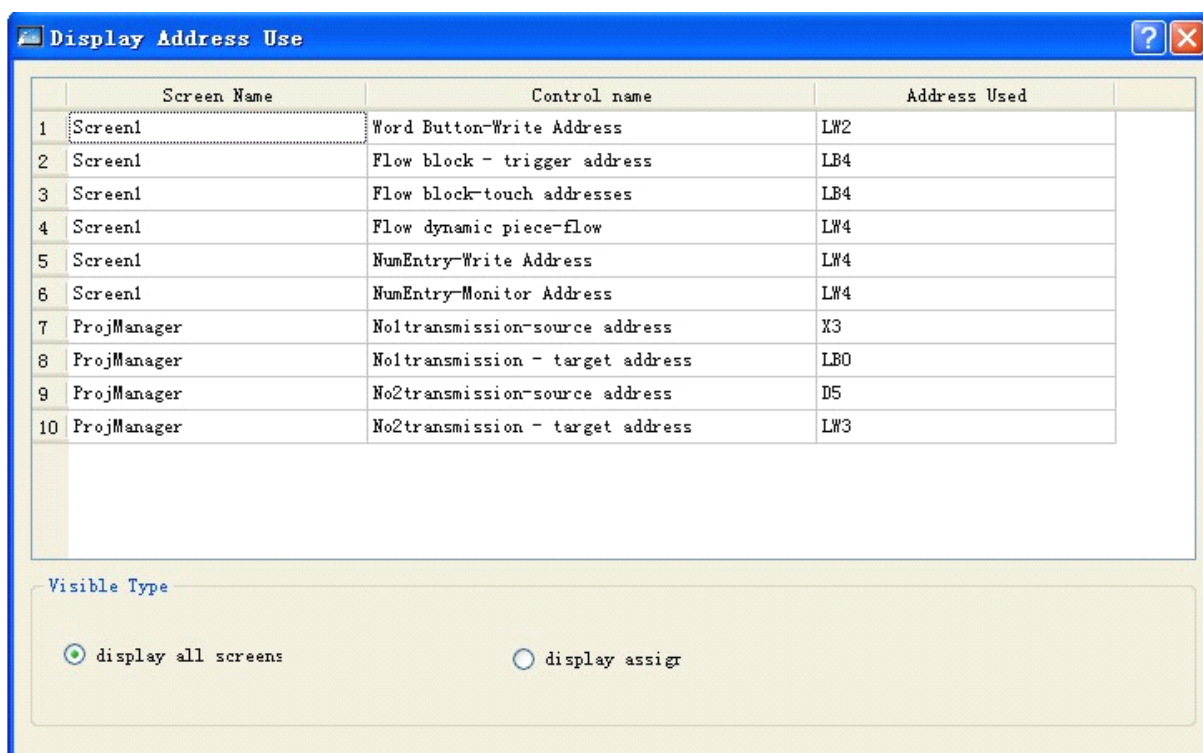 Display Address Use
Screen Name Control name Address Used
1 Screen1 Word Button-Write Address LW2
2 Screen1 Flow block - trigger address LB4
3 Screen1 Flow block-touch addresses LB4
4 Screen1 Flow dynamic piece-flow LW4
5 Screen1 NumEntry-Write Address LW4
6 Screen1 NumEntry-Monitor Address LW4
7 ProjManager No1transmission-source address X3
8 ProjManager No1transmission - target address LB0
9 ProjManager No2transmission-source address D5
10 ProjManager No2transmission - target address LW3
Visible Type
display all screens
display assign